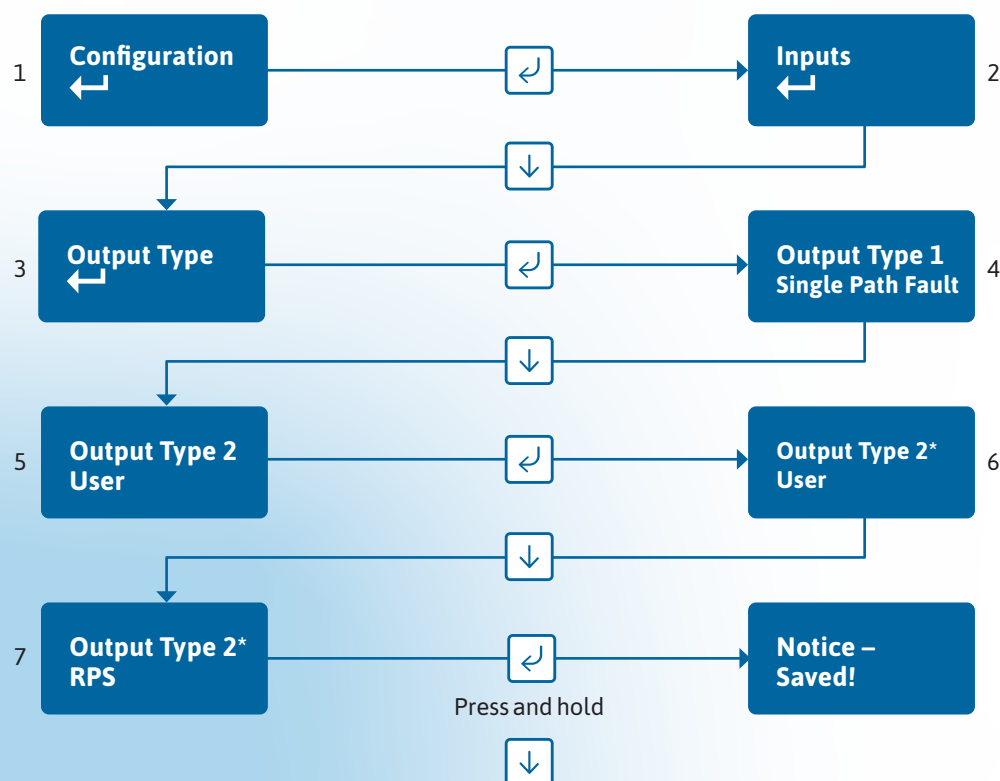 1
Configuration
Inputs
2
3
Output Type
Output Type 1
Single Path Fault
4
5
Output Type 2
User
Output Type 2*
User
6
7
Output Type 2*
RPS
Notice –
Saved!
Press and hold